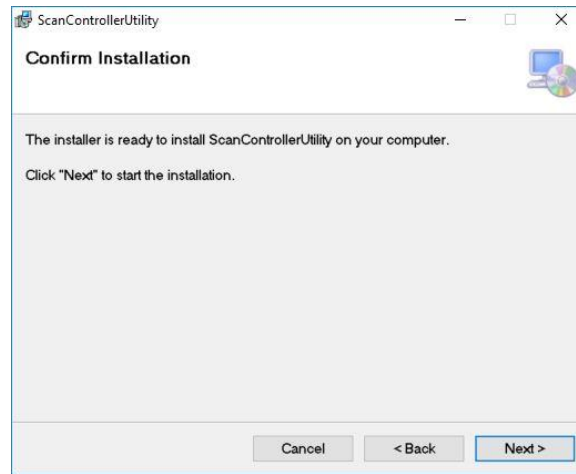 ScanControllerUtility
Confirm Installation
The installer is ready to install ScanControllerUtility on your computer.
Click "Next" to start the installation.
Cancel
< Back
Next >